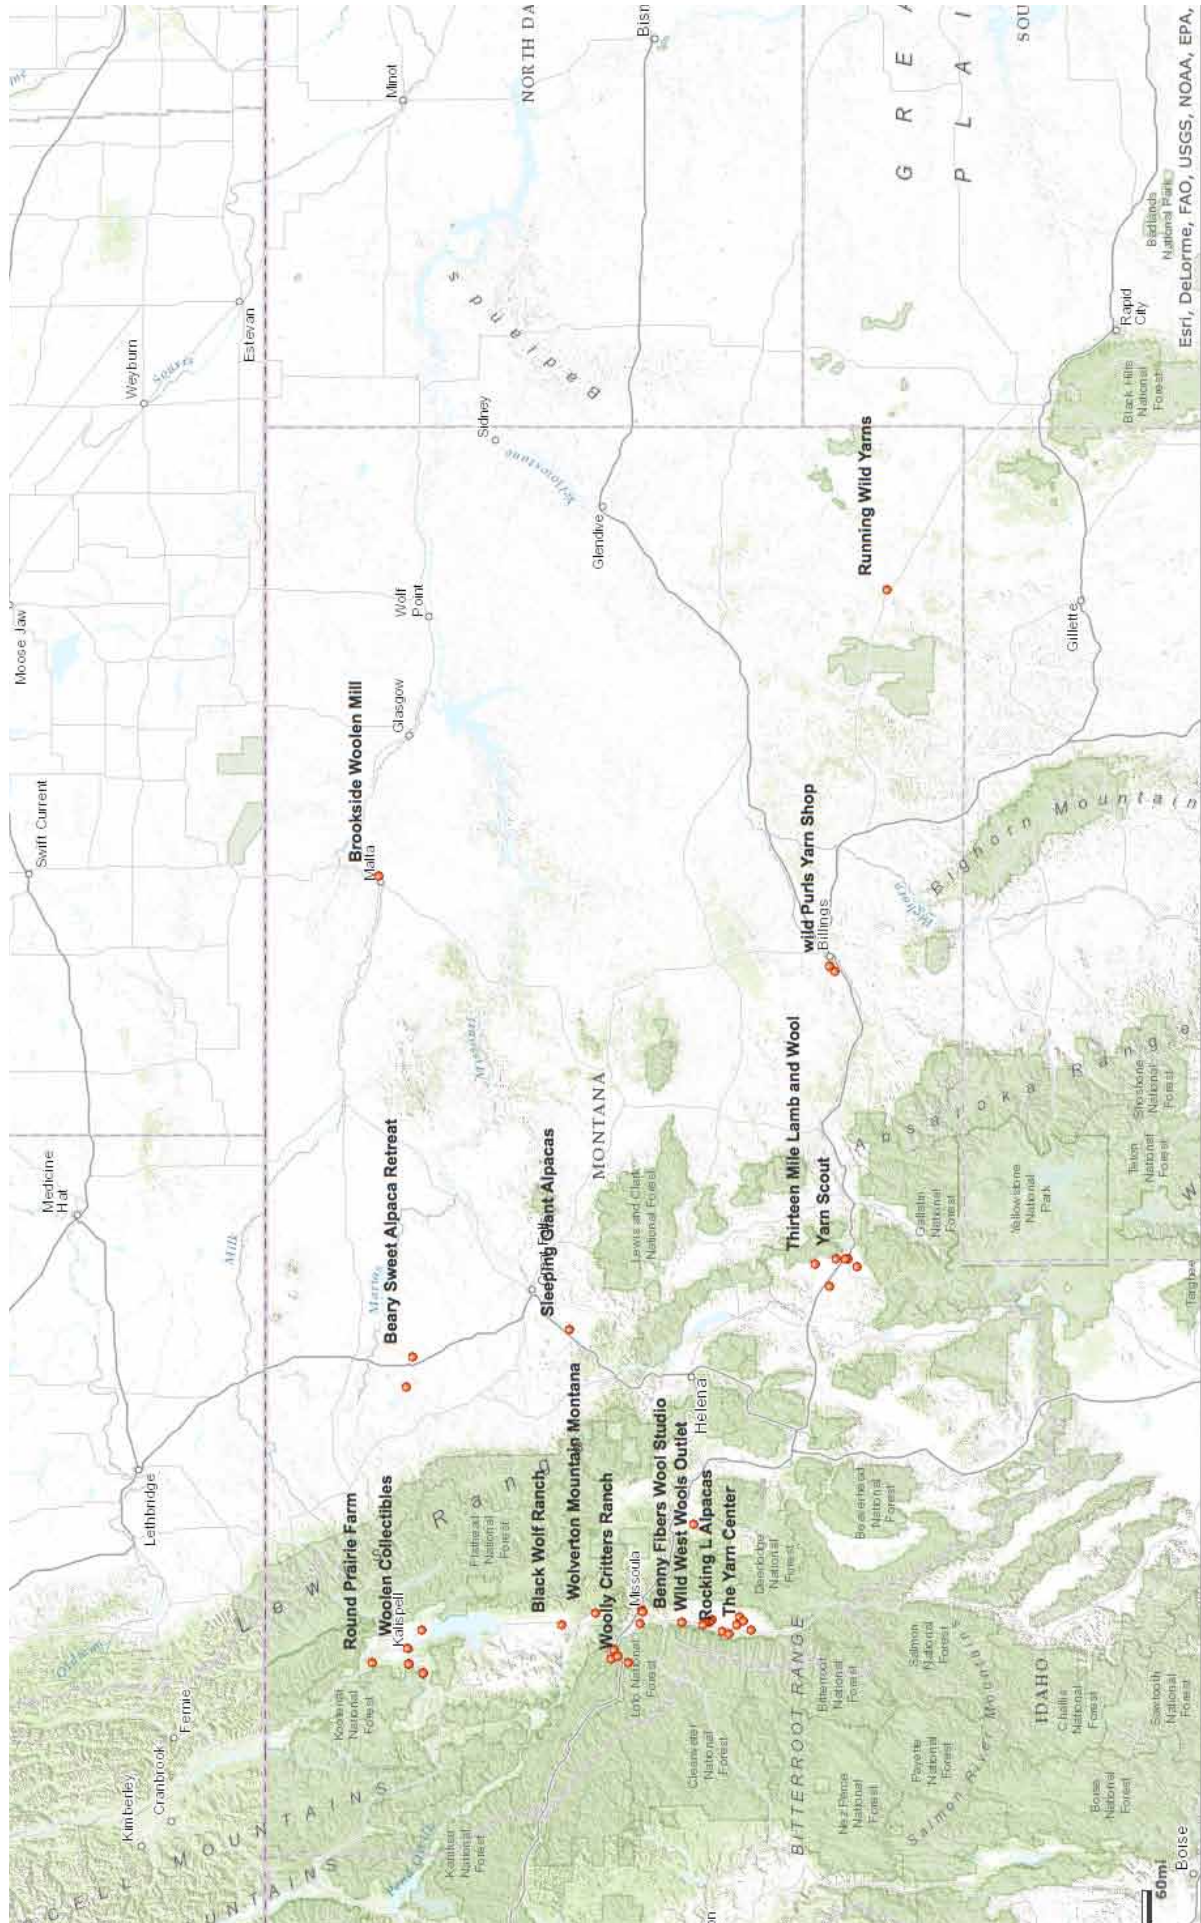 Moose Jaw
Swift Current
Medicine
Hat
Weyburn
Souris
Kimberley
Cranbrook
Fernie
Lethbridge
Oldman
Milk
Estevan
Round Prairie Farm
Kootenai
National
Forest
Woolen Collectibles
Kalispell
Beary Sweet Alpaca Retreat
Marias
Brookside Woolen Mill
Malta
Glasgow
Wolf
Point
Minot
Pend Oreille
Kaniksu
National
Forest
Flathead
National
Forest
Missouri
Sidney
Yellowstone
Badlands
NORTH DA
Black Wolf Ranch
Wolverton Mountain Montana
Sleeping Giant Alpacas
MONTANA
Glendive
Bisr
Woolly Critters Ranch
Lolo National
Forest
Missoula
Lewis and Clark
National Forest
Benny Fibers Wool Studio
Wild West Wools Outlet
Helena
Rocking L Alpacas
The Yarn Center
Clearwater
National
Forest
Deerlodge
National
Forest
BITTERROOT RANGE
Bitterroot
National
Forest
Thirteen Mile Lamb and Wool
Yarn Scout
wild Purls Yarn Shop
Billings
Running Wild Yarns
Nez Perce
National
Forest
Beaverhead
National
Forest
Absaroka Range
Gallatin
National
Forest
Bighorn
Bighorn Mountain
GREA
PLAI
Payette
National
Forest
Salmon
National
Forest
Salmon River Mountains
Yellowstone
National
Park
SOU
IDAHO
Challis
National
Forest
Gillette
Boise
National
Forest
Sawtooth
National
Forest
Teton
National
Forest
Shoshone
National
Forest
Black Hills
National
Forest
Rapid
City
Badlands
National Park
Targhee
Boise
60mi
Esri, DeLorme, FAO, USGS, NOAA, EPA,